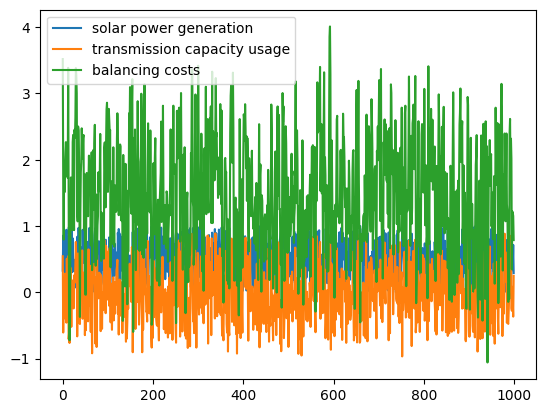 solar power generation
transmission capacity usage
balancing costs
4
3
2
1
0
−1
0 200 400 600 800 1000